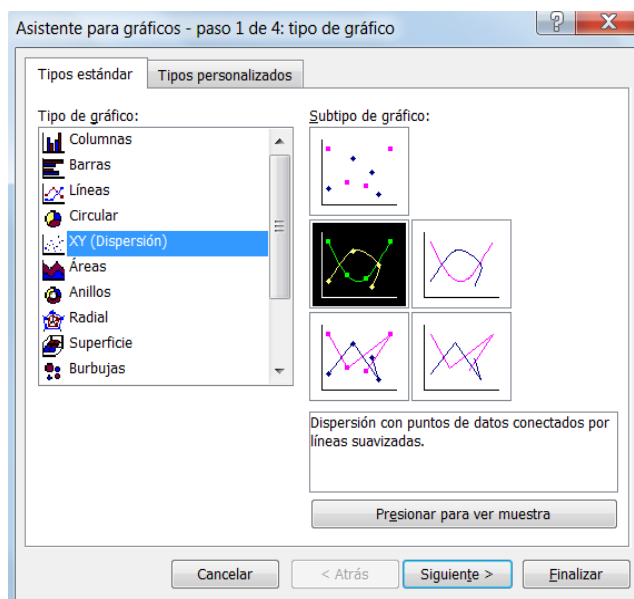 Asistente para gráficos - paso 1 de 4: tipo de gráfico
Tipos estándar
Tipos personalizados
Tipo de gráfico:
Columnas
Barras
Líneas
Circular
XY (Dispersión)
Áreas
Anillos
Radial
Superficie
Burbujas
Subtipo de gráfico:
Dispersión con puntos de datos conectados por
líneas suavizadas.
Presionar para ver muestra
Cancelar
< Atrás
Siguiente >
Finalizar